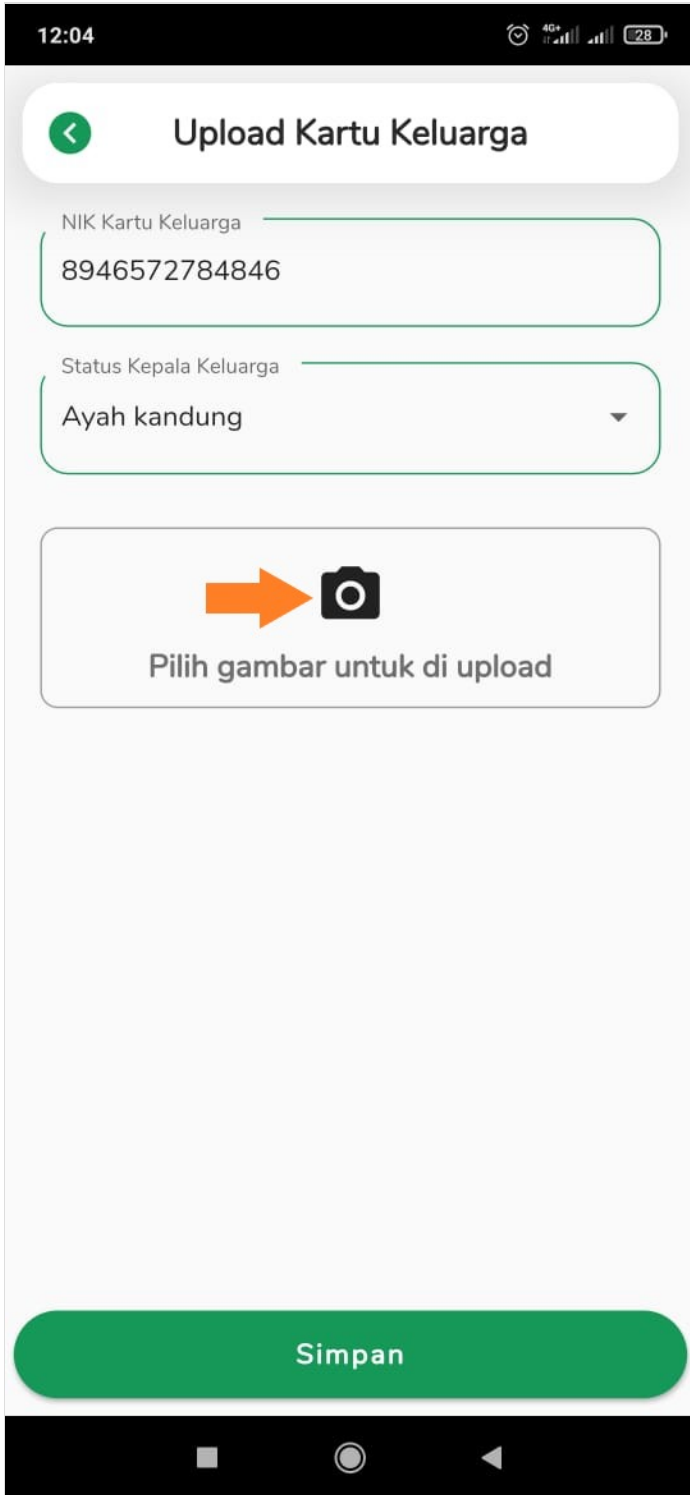 12:04
4G+
28
Upload Kartu Keluarga
NIK Kartu Keluarga
8946572784846
Status Kepala Keluarga
Ayah kandung
Pilih gambar untuk di upload
Simpan